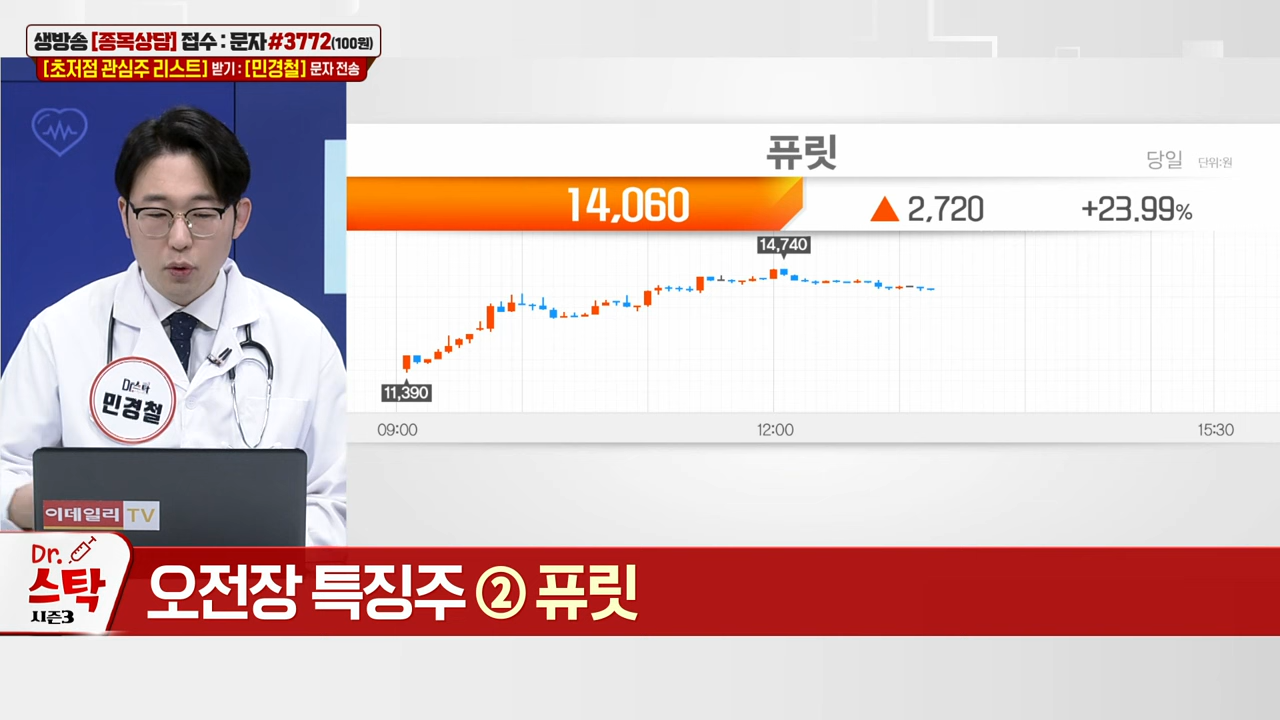 생방송 [종목상담] 접수 : 문자#3772(100원)
[초저점 관심주 리스트] 받기 : [민경철] 문자 전송
퓨릿
당일 단위:원
14,060 ▲ 2,720 +23.99%
14,740
11,390
09:00 12:00 15:30
Dr.스탁
민경철
이데일리 TV
Dr.
스탁
시즌3
오전장 특징주 ② 퓨릿